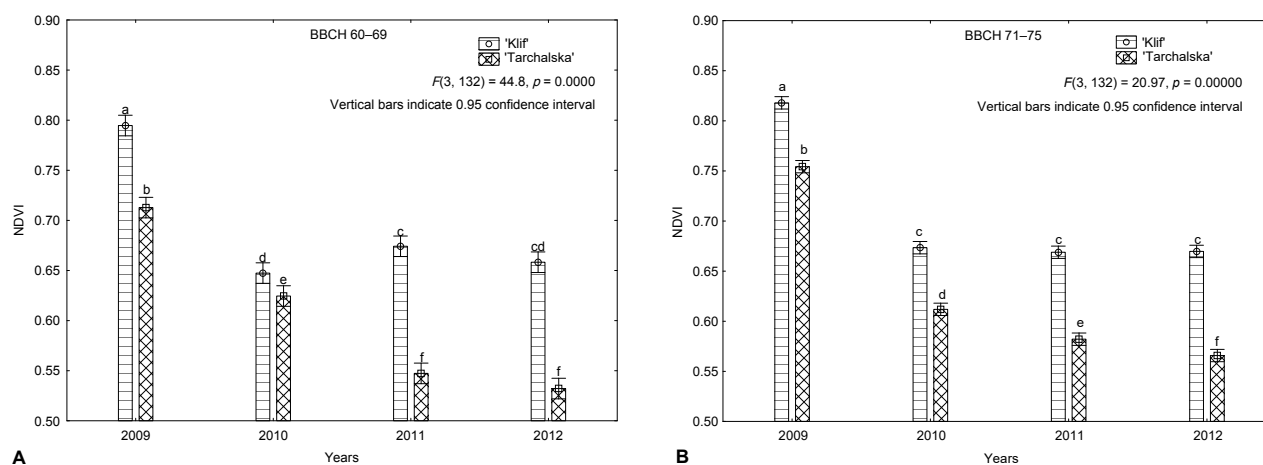 BBCH 60–69
'Klif'
'Tarchalska'
F(3, 132) = 44.8, p = 0.0000
Vertical bars indicate 0.95 confidence interval
NDVI
0.90
0.85
0.80
0.75
0.70
0.65
0.60
0.55
0.50
a
b
d
e
c
f
cd
f
2009 2010 2011 2012
Years
A
BBCH 71–75
'Klif'
'Tarchalska'
F(3, 132) = 20.97, p = 0.00000
Vertical bars indicate 0.95 confidence interval
NDVI
0.90
0.85
0.80
0.75
0.70
0.65
0.60
0.55
0.50
a
b
c
d
c
e
c
f
2009 2010 2011 2012
Years
B